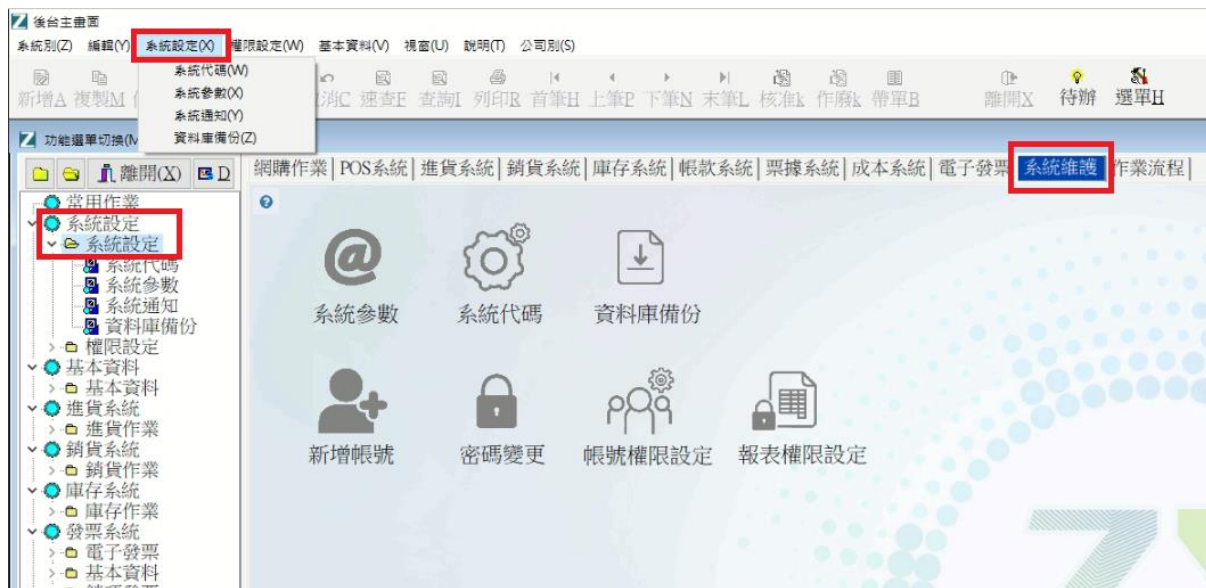 後台主畫面
系統別(Z) 編輯(Y) 系統設定(X) 權限設定(W) 基本資料(V) 視窗(U) 說明(T) 公司別(S)
系統代碼(W)
系統參數(X)
系統通知(Y)
資料庫備份(Z)
新增A 複製M 消C 速查F 查詢I 列印R 首筆H 上筆P 下筆N 末筆L 核准k 作廢k 帶單B 離開X 待辦 選單H
功能選單切換(M
離開(X) D
網購作業 POS系統 進貨系統 銷貨系統 庫存系統 帳款系統 票據系統 成本系統 電子發票 系統維護 作業流程
常用作業
系統設定
系統設定
系統代碼
系統參數
系統通知
資料庫備份
權限設定
基本資料
基本資料
進貨系統
進貨作業
銷貨系統
銷貨作業
庫存系統
庫存作業
發票系統
電子發票
基本資料
系統參數 系統代碼 資料庫備份
新增帳號 密碼變更 帳號權限設定 報表權限設定